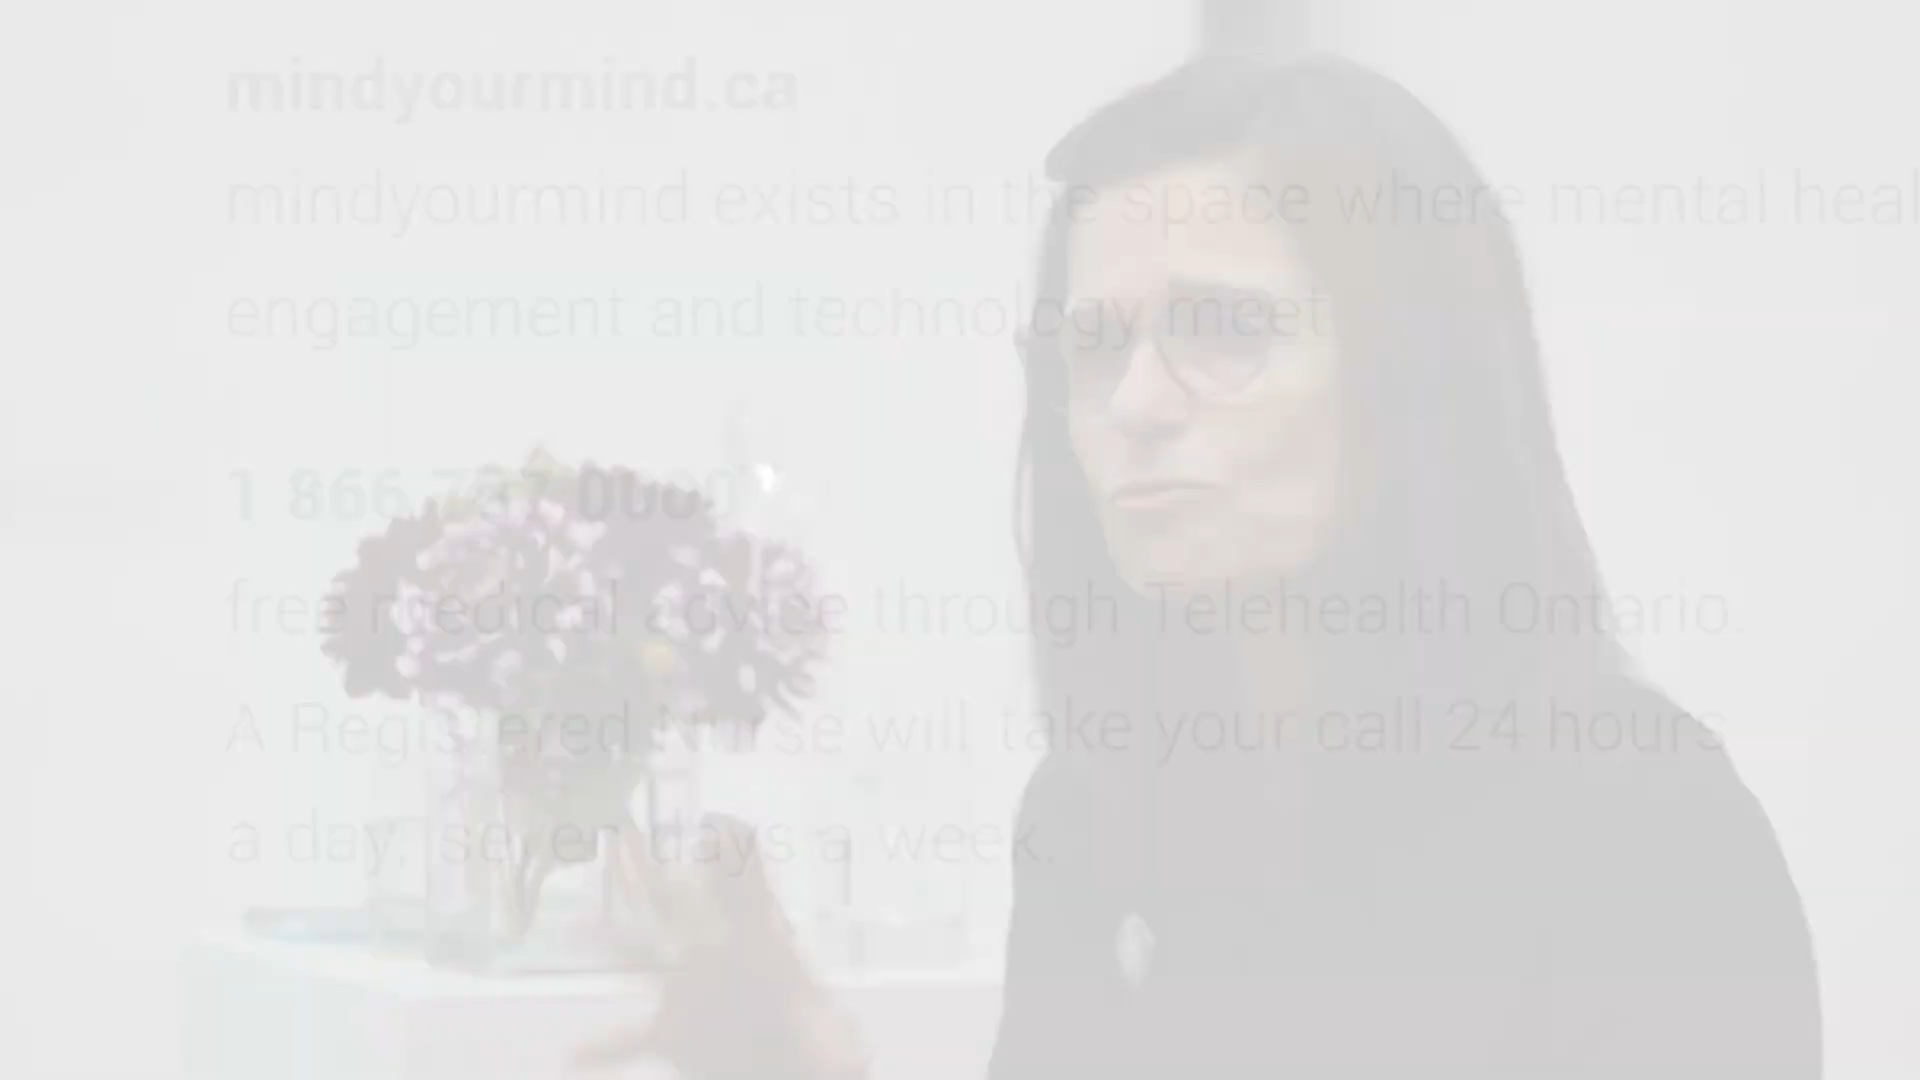 mindyourmind.ca
mindyourmind exists in the space where mental heal
engagement and technology meet
1 866 797 0000
free medical advice through Telehealth Ontario.
A Registered Nurse will take your call 24 hours
a day, seven days a week.